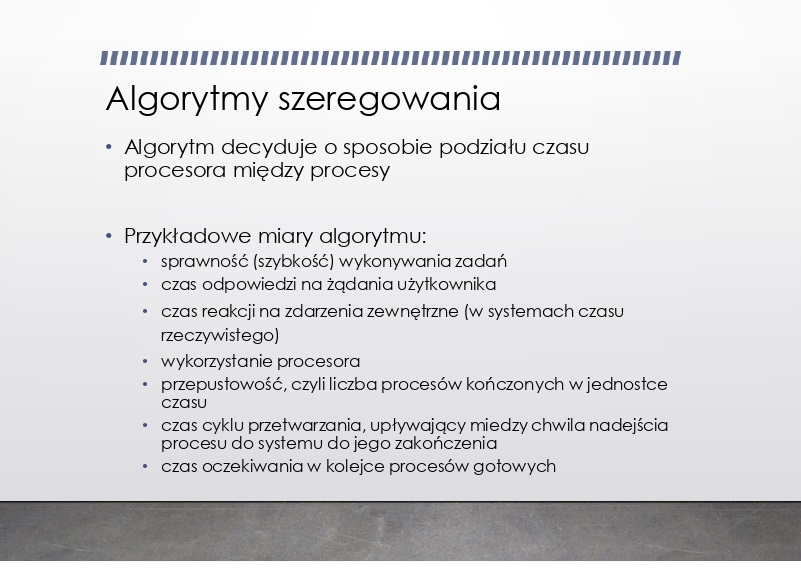 Algorytmy szeregowania
• Algorytm decyduje o sposobie podziału czasu
procesora między procesy
• Przykładowe miary algorytmu:
• sprawność (szybkość) wykonywania zadań
• czas odpowiedzi na żądania użytkownika
• czas reakcji na zdarzenia zewnętrzne (w systemach czasu
rzeczywistego)
• wykorzystanie procesora
• przepustowość, czyli liczba procesów kończonych w jednostce
czasu
• czas cyklu przetwarzania, upływający miedzy chwila nadejścia
procesu do systemu do jego zakończenia
• czas oczekiwania w kolejce procesów gotowych